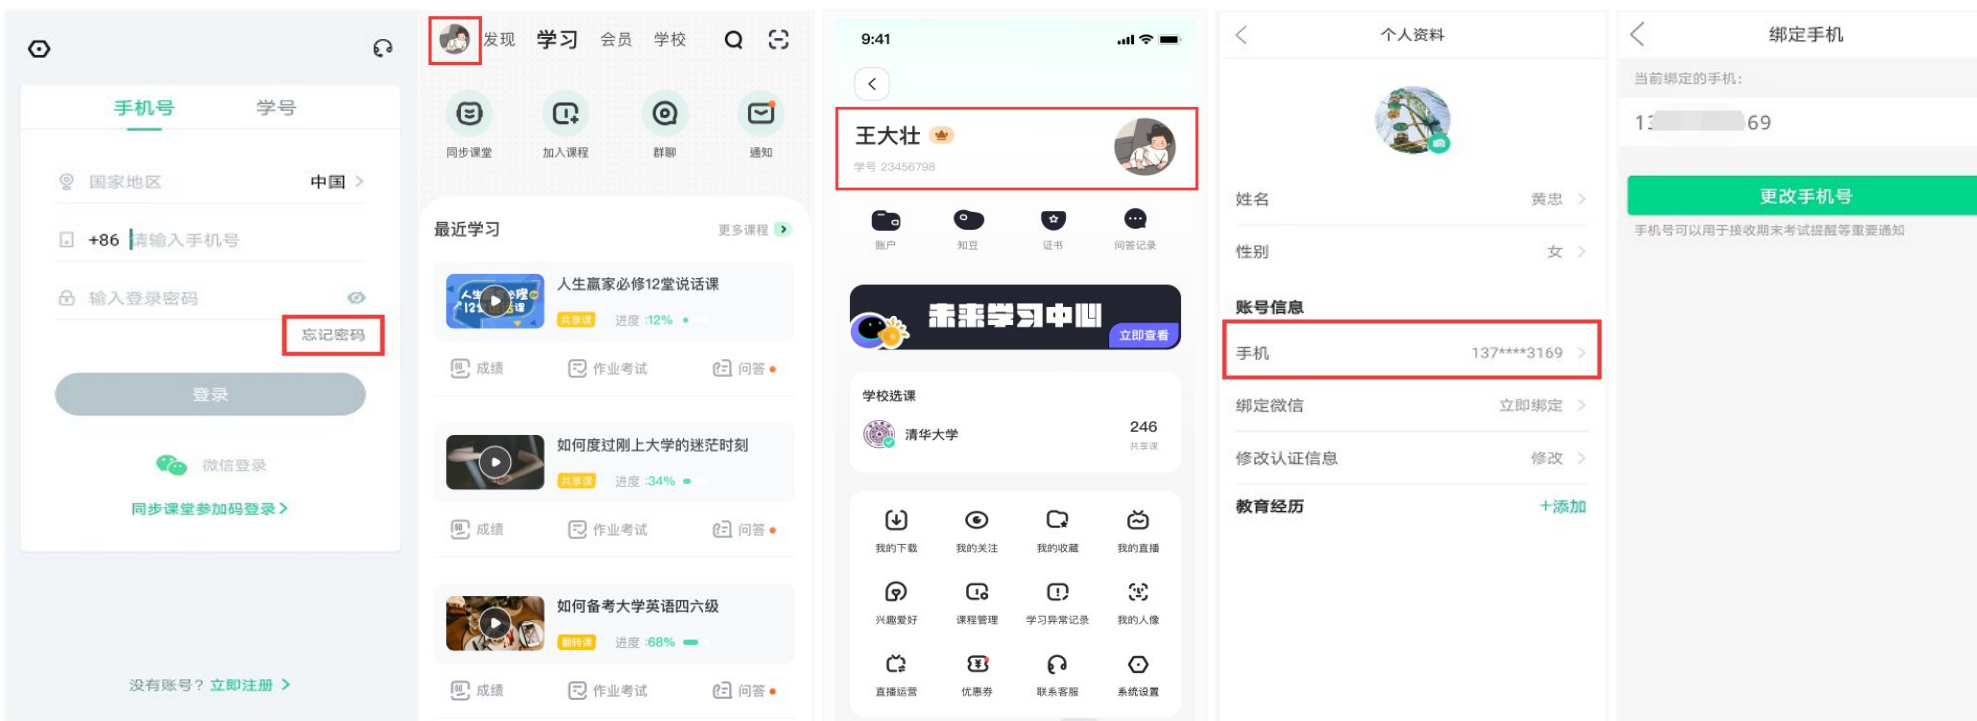 手机号
学号
国家地区
中国
+86
请输入手机号
输入登录密码
忘记密码
登录
微信登录
同步课堂参加码登录
没有账号？
立即注册
发现
学习
会员
学校
同步课堂
加入课程
群聊
通知
最近学习
更多课程
人生赢家必修12堂说话课
共享课
进度 :12%
成绩
作业考试
问答
如何度过刚上大学的迷茫时刻
共享课
进度 :34%
成绩
作业考试
问答
如何备考大学英语四六级
翻转课
进度 :68%
成绩
作业考试
问答
9:41
王大壮
学号 23456798
账户
知豆
证书
问答记录
未来学习中心
立即查看
学校选课
清华大学
246
共享课
我的下载
我的关注
我的收藏
我的直播
兴趣爱好
课程管理
学习异常记录
我的人像
直播运营
优惠券
联系客服
系统设置
个人资料
姓名
黄忠
性别
女
账号信息
手机
137****3169
绑定微信
立即绑定
修改认证信息
修改
教育经历
+添加
绑定手机
当前绑定的手机：
69
更改手机号
手机号可以用于接收期末考试提醒等重要通知